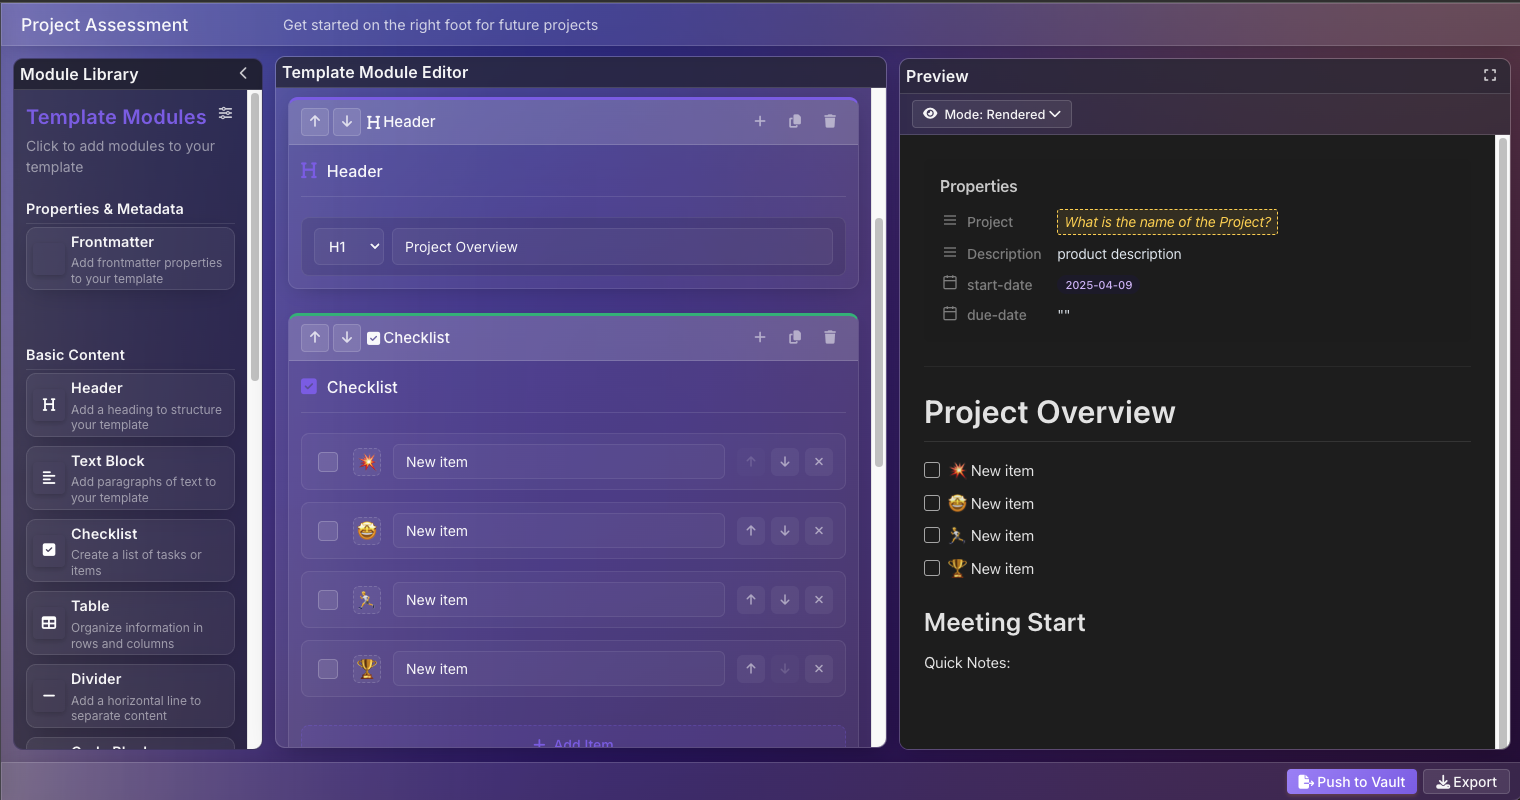 Project Assessment
Get started on the right foot for future projects
Module Library
Template Modules
Click to add modules to your
template
Properties & Metadata
Frontmatter
Add frontmatter properties
to your template
Basic Content
Header
Add a heading to structure
your template
Text Block
Add paragraphs of text to
your template
Checklist
Create a list of tasks or
items
Table
Organize information in
rows and columns
Divider
Add a horizontal line to
separate content
Template Module Editor
Header
Header
H1
Project Overview
Checklist
Checklist
New item
New item
New item
New item
Add Item
Preview
Mode: Rendered
Properties
Project What is the name of the Project?
Description product description
start-date 2025-04-09
due-date ""
Project Overview
💥 New item
🤩 New item
🏃 New item
🏆 New item
Meeting Start
Quick Notes:
Push to Vault
Export